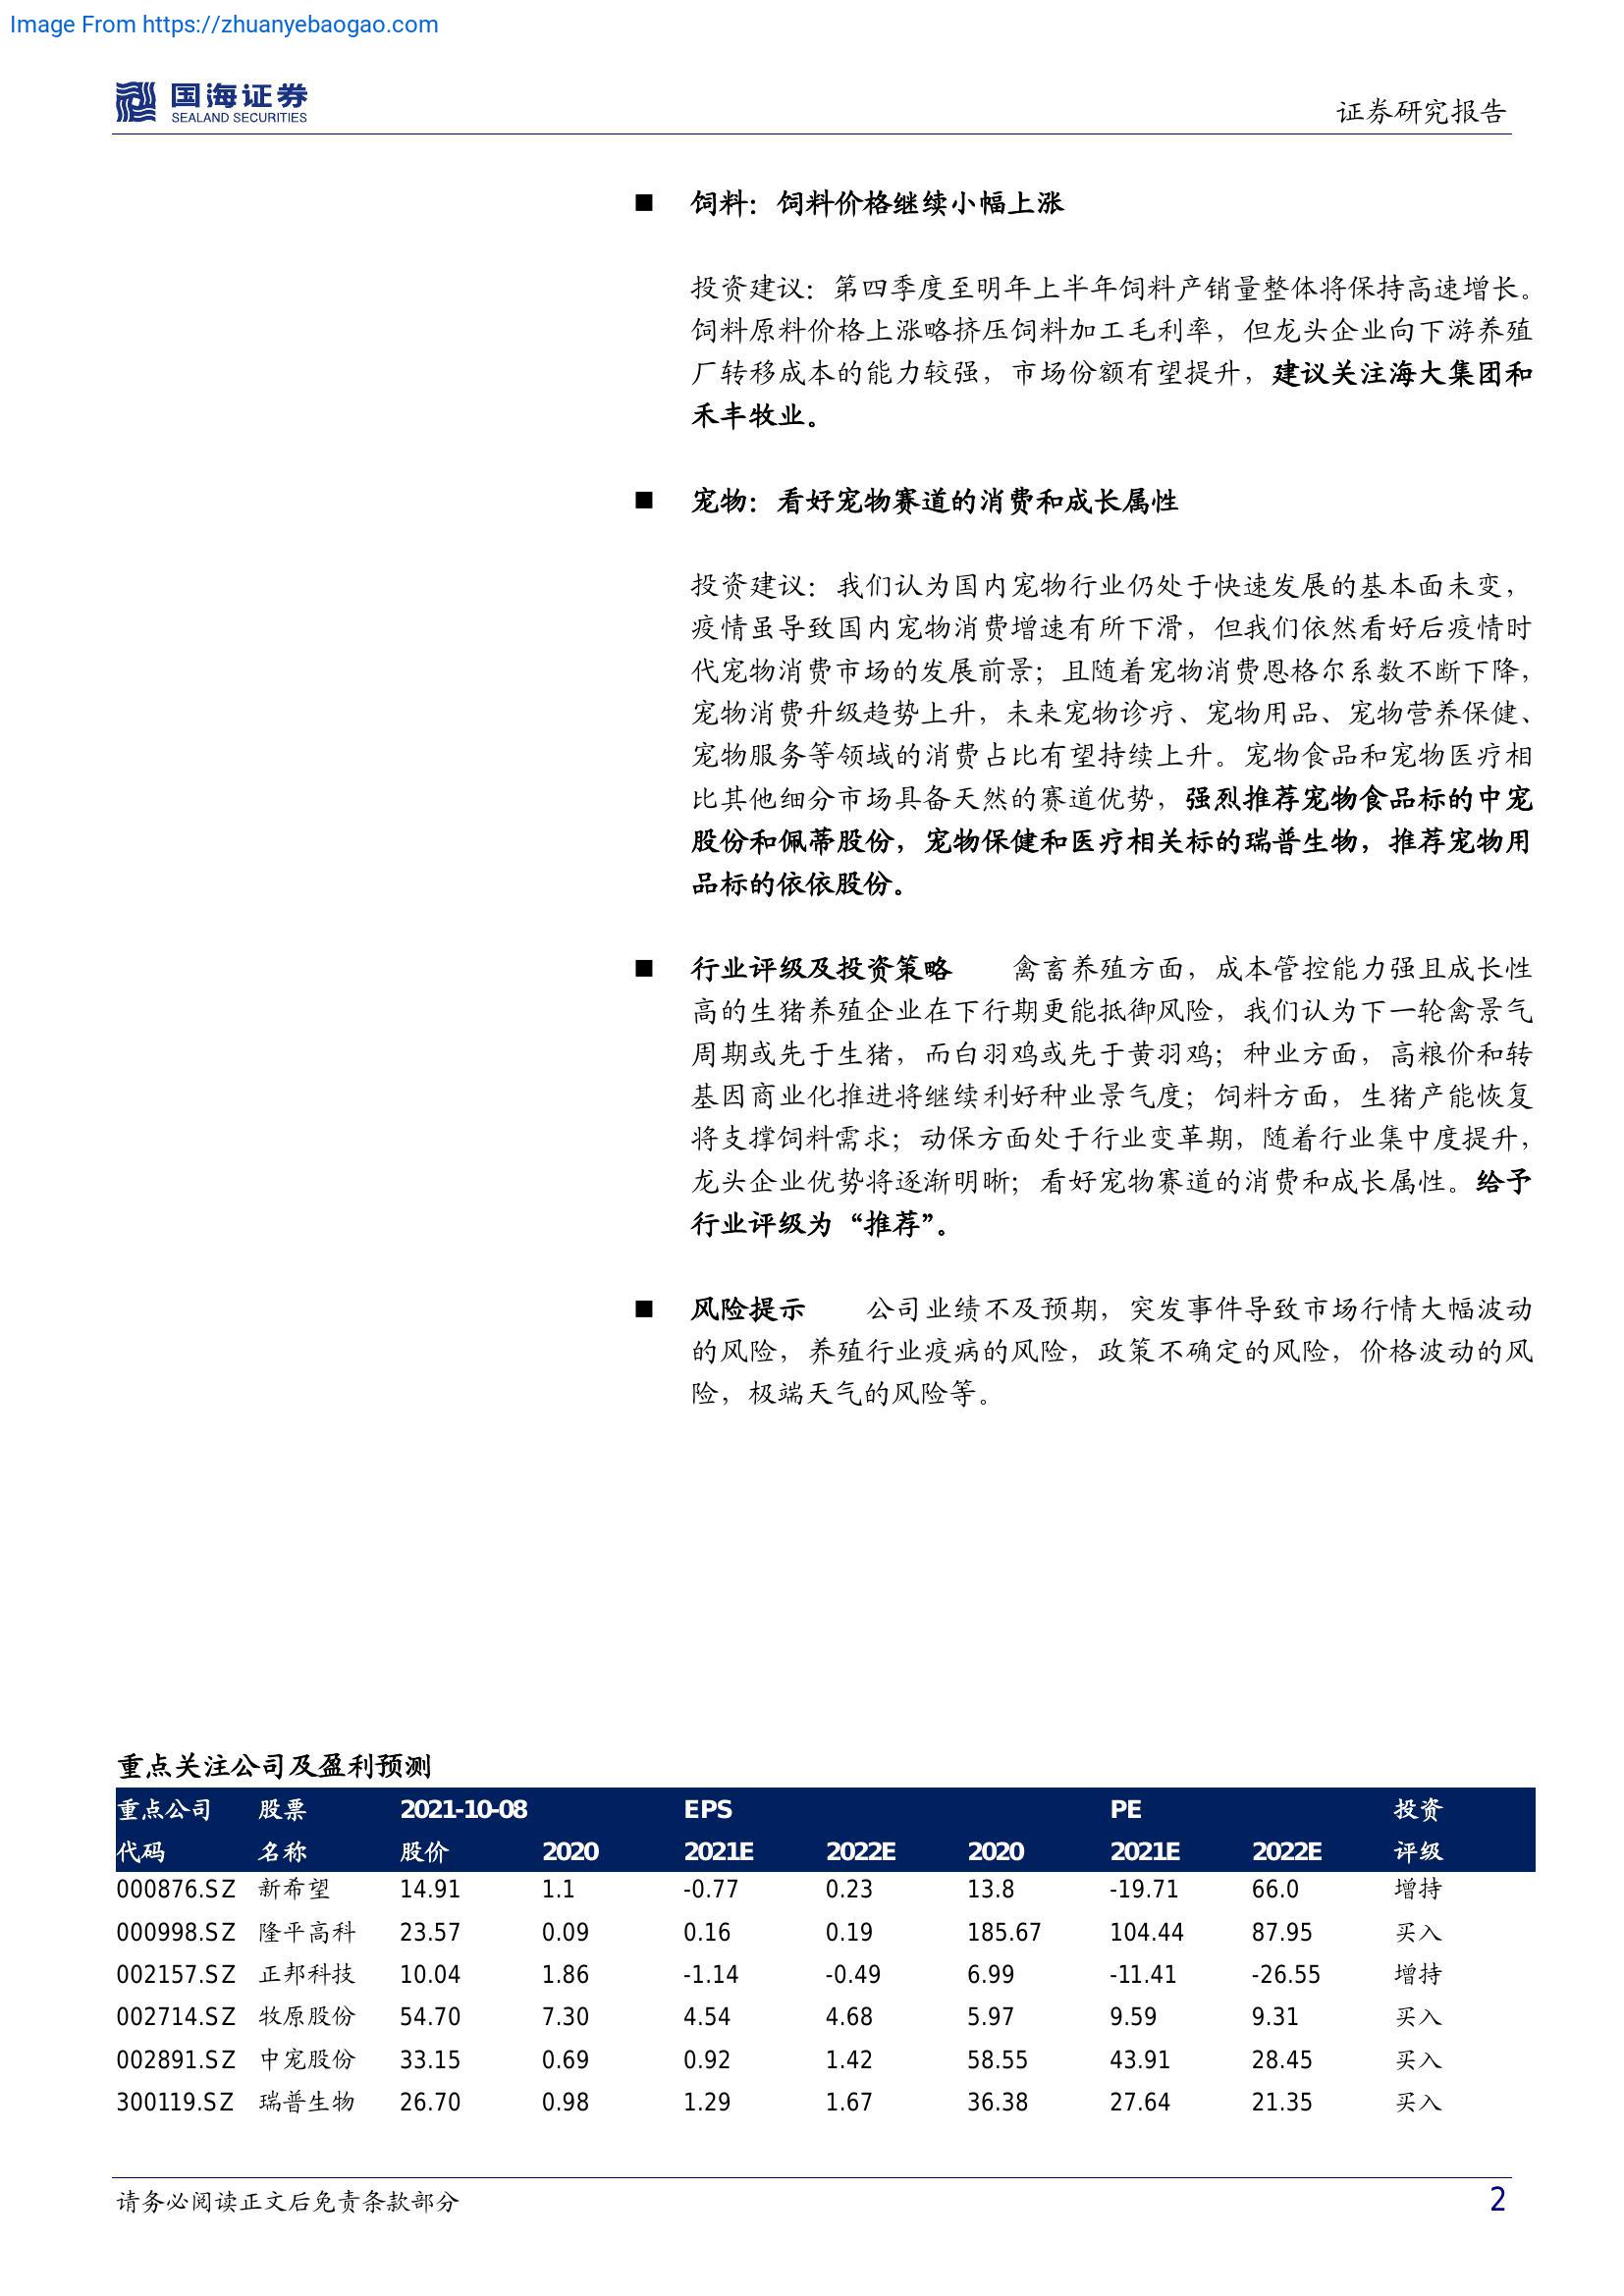 Image From https://zhuanyebaogao.com
国海证券
SEALAND SECURITIES
证券研究报告
■ 饲料：饲料价格继续小幅上涨
投资建议：第四季度至明年上半年饲料产销量整体将保持高速增长。
饲料原料价格上涨略挤压饲料加工毛利率，但龙头企业向下游养殖
厂转移成本的能力较强，市场份额有望提升，建议关注海大集团和
禾丰牧业。
■ 宠物：看好宠物赛道的消费和成长属性
投资建议：我们认为国内宠物行业仍处于快速发展的基本面未变，
疫情虽导致国内宠物消费增速有所下滑，但我们依然看好后疫情时
代宠物消费市场的发展前景；且随着宠物消费恩格尔系数不断下降，
宠物消费升级趋势上升，未来宠物诊疗、宠物用品、宠物营养保健、
宠物服务等领域的消费占比有望持续上升。宠物食品和宠物医疗相
比其他细分市场具备天然的赛道优势，强烈推荐宠物食品标的中宠
股份和佩蒂股份，宠物保健和医疗相关标的瑞普生物，推荐宠物用
品标的依依股份。
■ 行业评级及投资策略 禽畜养殖方面，成本管控能力强且成长性
高的生猪养殖企业在下行期更能抵御风险，我们认为下一轮禽景气
周期或先于生猪，而白羽鸡或先于黄羽鸡；种业方面，高粮价和转
基因商业化推进将继续利好种业景气度；饲料方面，生猪产能恢复
将支撑饲料需求；动保方面处于行业变革期，随着行业集中度提升，
龙头企业优势将逐渐明晰；看好宠物赛道的消费和成长属性。给予
行业评级为“推荐”。
■ 风险提示 公司业绩不及预期，突发事件导致市场行情大幅波动
的风险，养殖行业疫病的风险，政策不确定的风险，价格波动的风
险，极端天气的风险等。
重点关注公司及盈利预测
重点公司 股票 2021-10-08 EPS PE 投资
代码 名称 股价 2020 2021E 2022E 2020 2021E 2022E 评级
000876.SZ 新希望 14.91 1.1 -0.77 0.23 13.8 -19.71 66.0 增持
000998.SZ 隆平高科 23.57 0.09 0.16 0.19 185.67 104.44 87.95 买入
002157.SZ 正邦科技 10.04 1.86 -1.14 -0.49 6.99 -11.41 -26.55 增持
002714.SZ 牧原股份 54.70 7.30 4.54 4.68 5.97 9.59 9.31 买入
002891.SZ 中宠股份 33.15 0.69 0.92 1.42 58.55 43.91 28.45 买入
300119.SZ 瑞普生物 26.70 0.98 1.29 1.67 36.38 27.64 21.35 买入
请务必阅读正文后免责条款部分 2